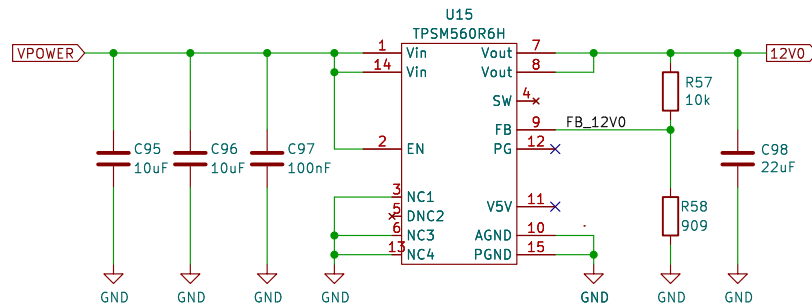 U15
TPSM560R6H
VPOWER
1 Vin Vout 7
14 Vin Vout 8
12V0
SW 4
R57
10k
FB 9 FB_12V0
2 EN PG 12
C95
10uF
C96
10uF
C97
100nF
C98
22uF
3 NC1
5 DNC2 V5V 11
6 NC3 AGND 10
13 NC4 PGND 15
R58
909
GND GND GND GND GND GND GND